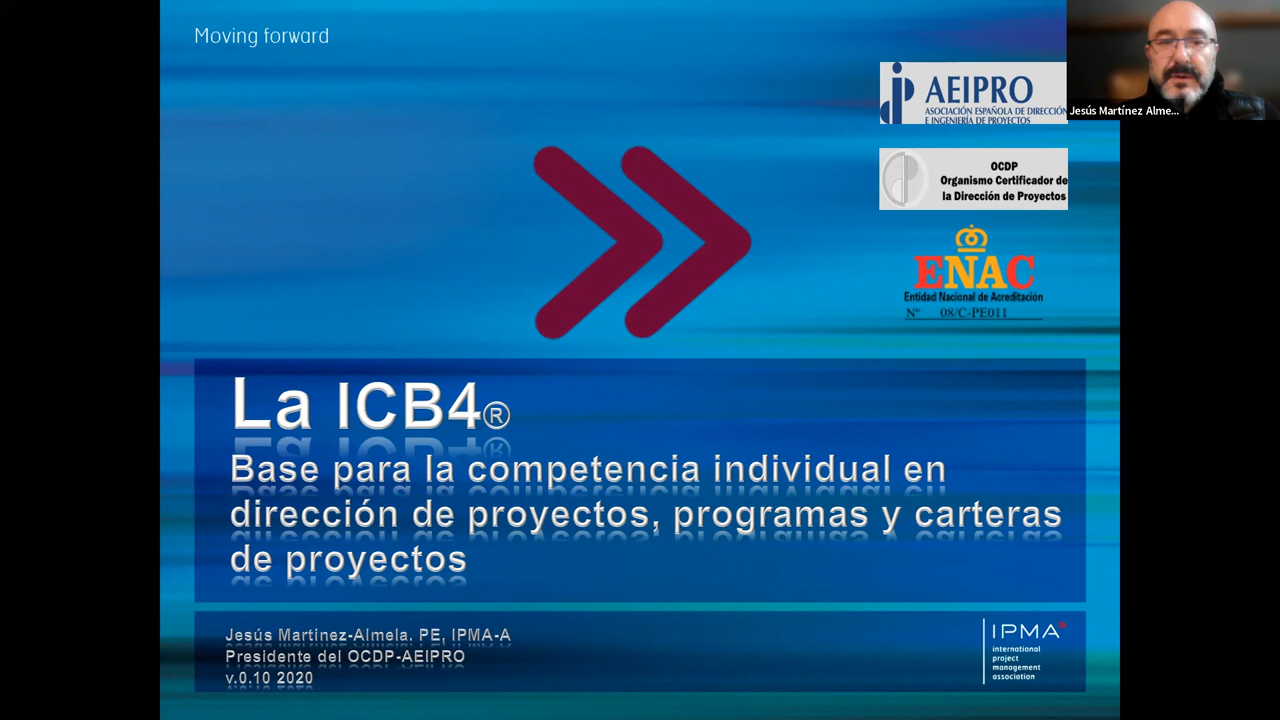 Moving forward
AEIPRO
ASOCIACIÓN ESPAÑOLA DE DIRECCIÓN
E INGENIERÍA DE PROYECTOS
Jesús Martínez Alme...
OCDP
Organismo Certificador de
la Dirección de Proyectos
ENAC
Entidad Nacional de Acreditación
Nº 08/C-PE011
La ICB4®
Base para la competencia individual en
dirección de proyectos, programas y carteras
de proyectos
Jesús Martinez-Almela. PE, IPMA-A
Presidente del OCDP-AEIPRO
v.0.10 2020
IPMA
international
project
management
association